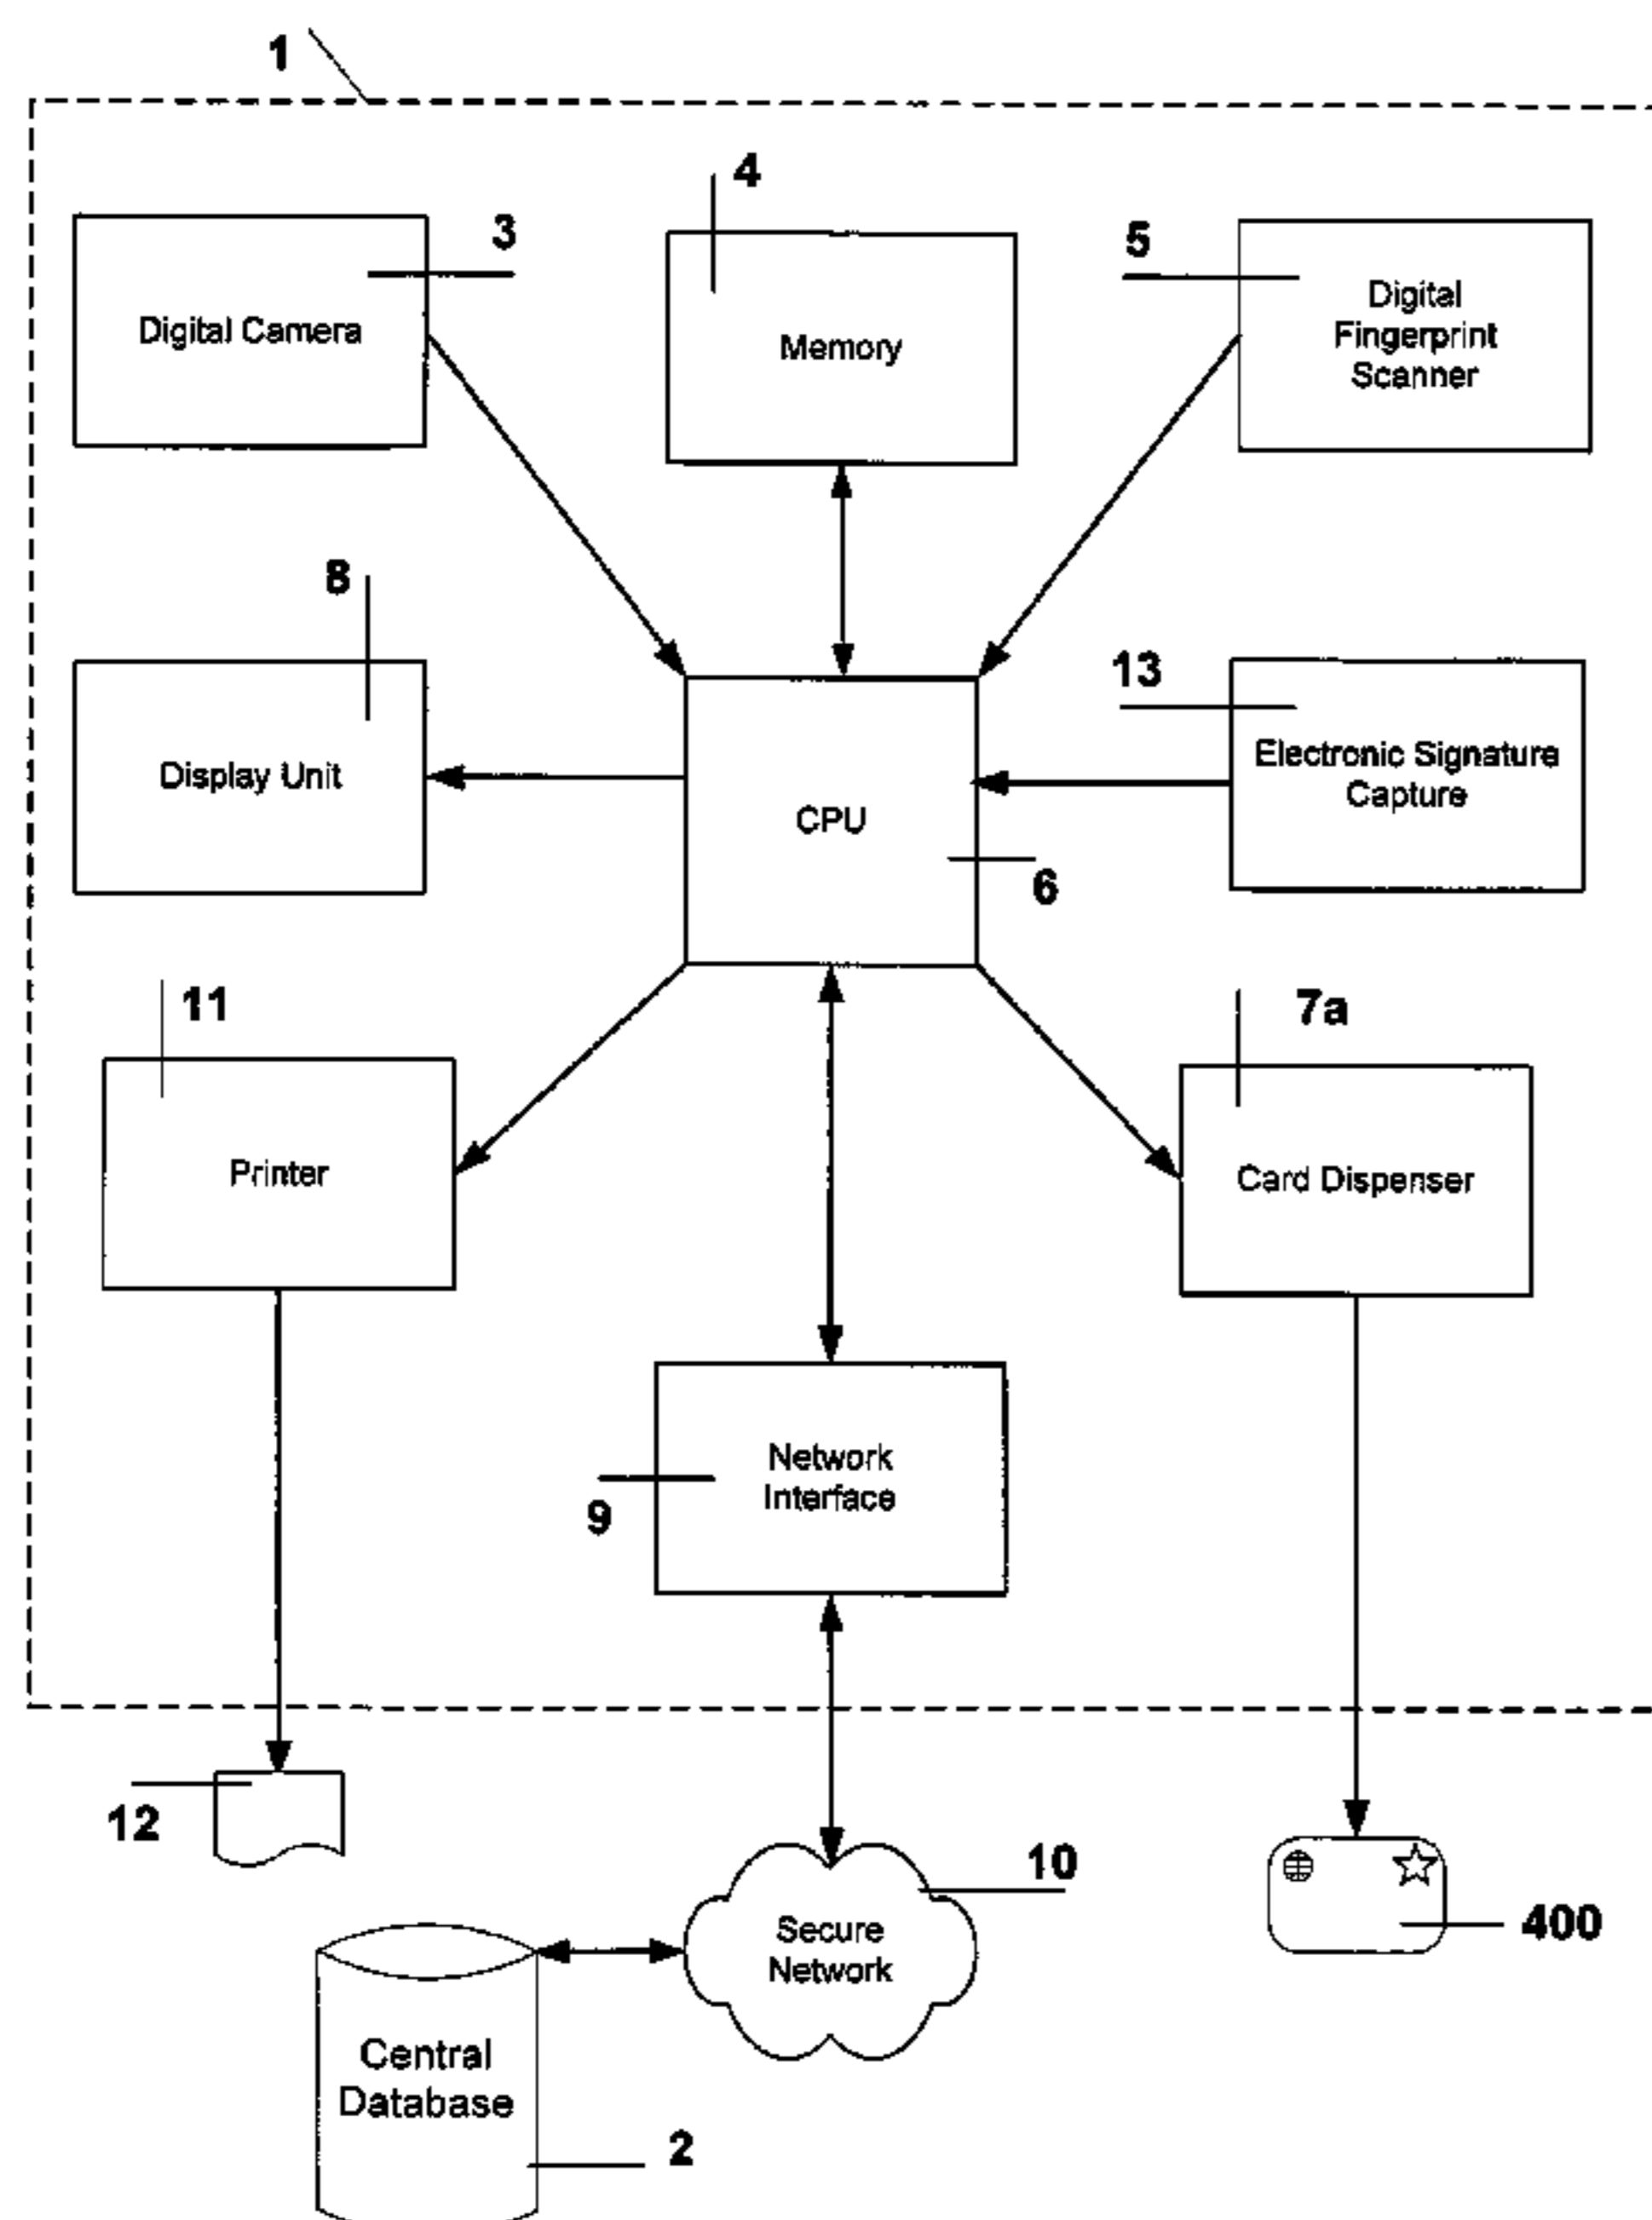 1
4
3
5
Digital Camera
Memory
Digital
Fingerprint
Scanner
8
13
Display Unit
CPU
Electronic Signature
Capture
6
11
7a
Printer
Card Dispenser
Network
Interface
9
12
10
Secure
Network
400
Central
Database
2